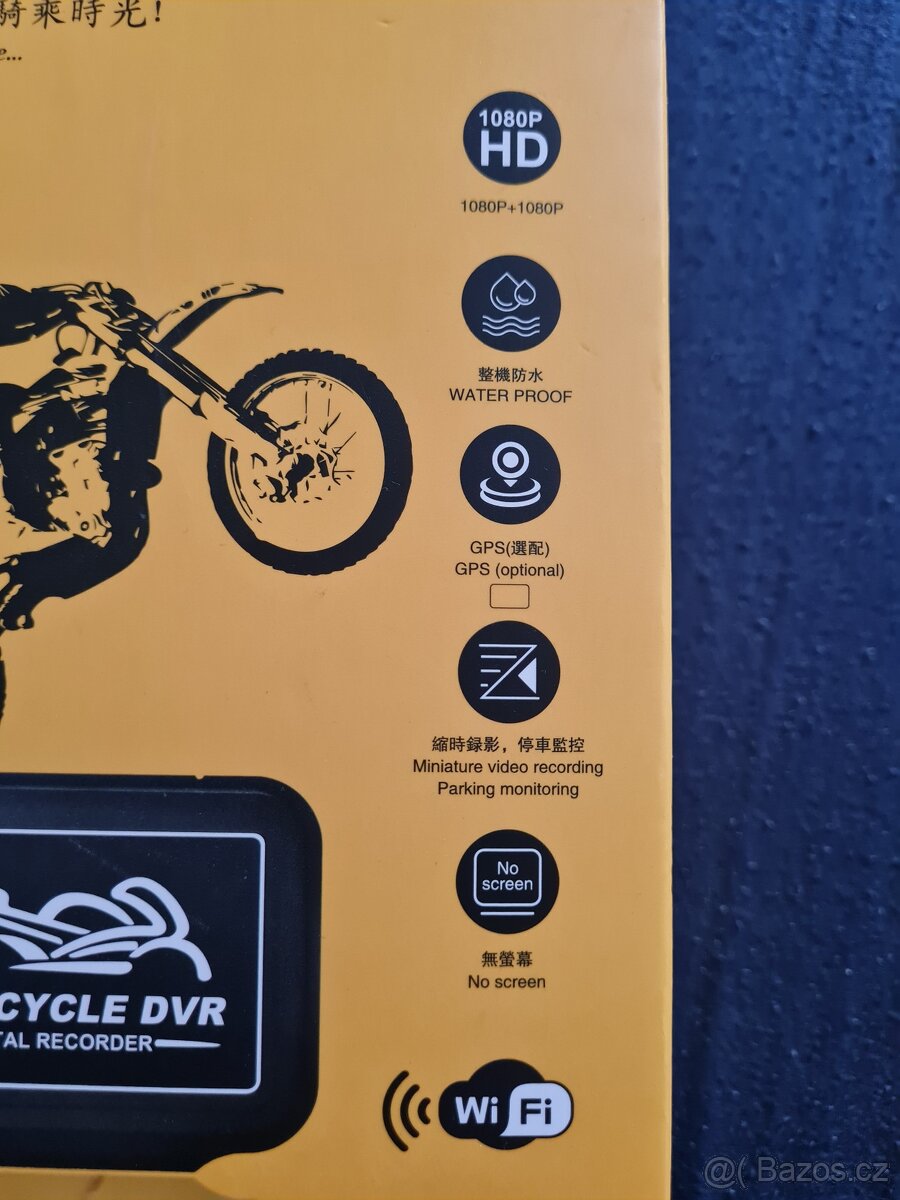 騎乘時光!
e...
1080P
HD
1080P+1080P
整機防水
WATER PROOF
GPS(選配)
GPS (optional)
縮時録影，停車監控
Miniature video recording
Parking monitoring
No
screen
無螢幕
No screen
CYCLE DVR
TAL RECORDER
Wi Fi
@( Bazos.cz